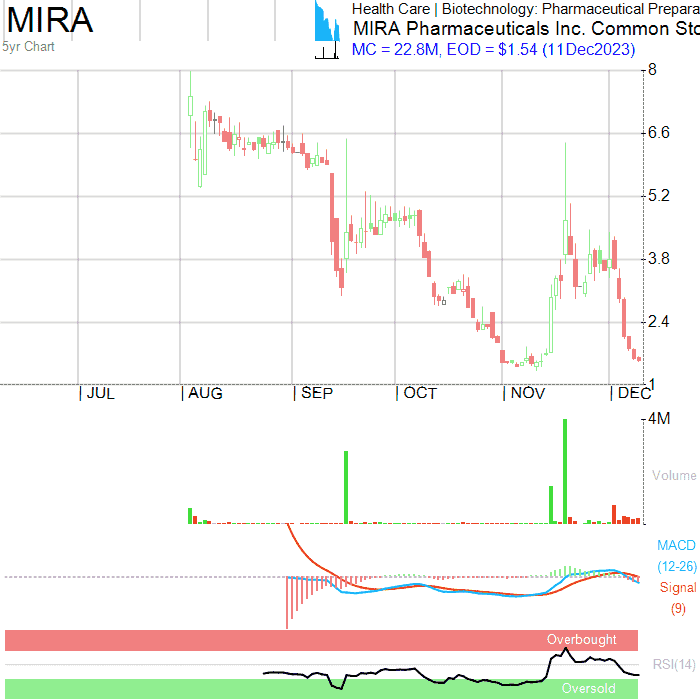 MIRA
5yr Chart
Health Care | Biotechnology: Pharmaceutical Prepara
MIRA Pharmaceuticals Inc. Common Sto
MC = 22.8M, EOD = $1.54 (11Dec2023)
8
6.6
5.2
3.8
2.4
1
| JUL | AUG | SEP | OCT | NOV | DEC
4M
Volume
MACD
(12-26)
Signal
(9)
Overbought
RSI(14)
Oversold